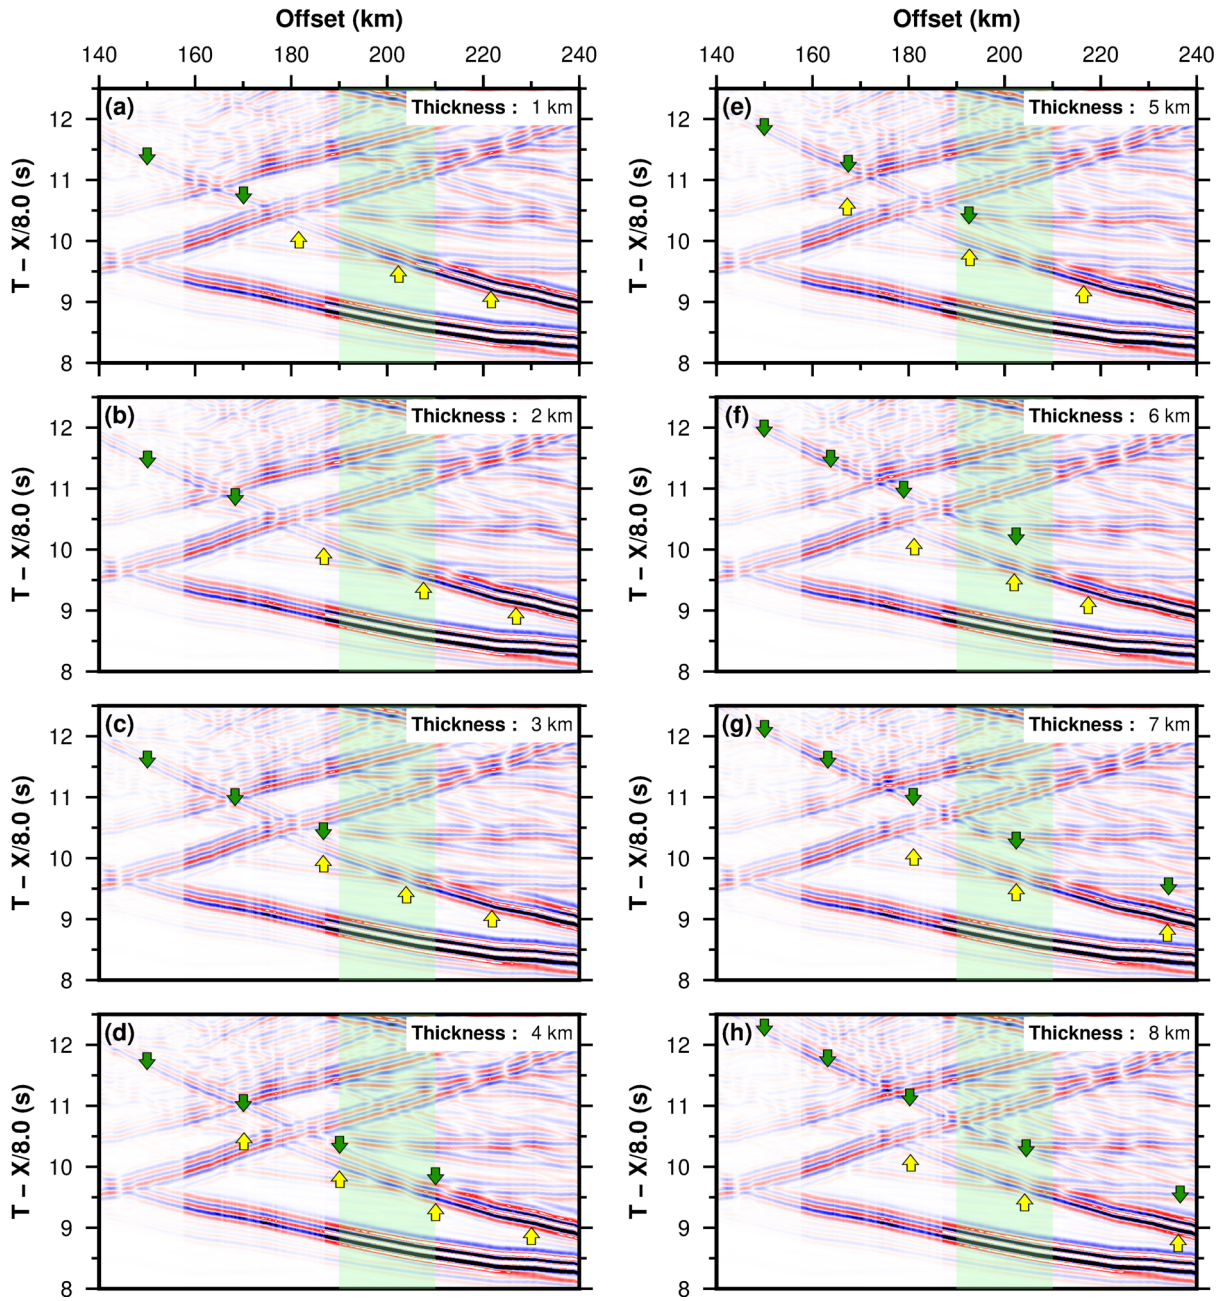 Offset (km)
Offset (km)
140 160 180 200 220 240
140 160 180 200 220 240
(a) Thickness : 1 km
(e) Thickness : 5 km
12
11
10
9
8
T – X/8.0 (s)
T – X/8.0 (s)
12
11
10
9
8
(b) Thickness : 2 km
(f) Thickness : 6 km
12
11
10
9
8
T – X/8.0 (s)
T – X/8.0 (s)
12
11
10
9
8
(c) Thickness : 3 km
(g) Thickness : 7 km
12
11
10
9
8
T – X/8.0 (s)
T – X/8.0 (s)
12
11
10
9
8
(d) Thickness : 4 km
(h) Thickness : 8 km
12
11
10
9
8
T – X/8.0 (s)
T – X/8.0 (s)
12
11
10
9
8